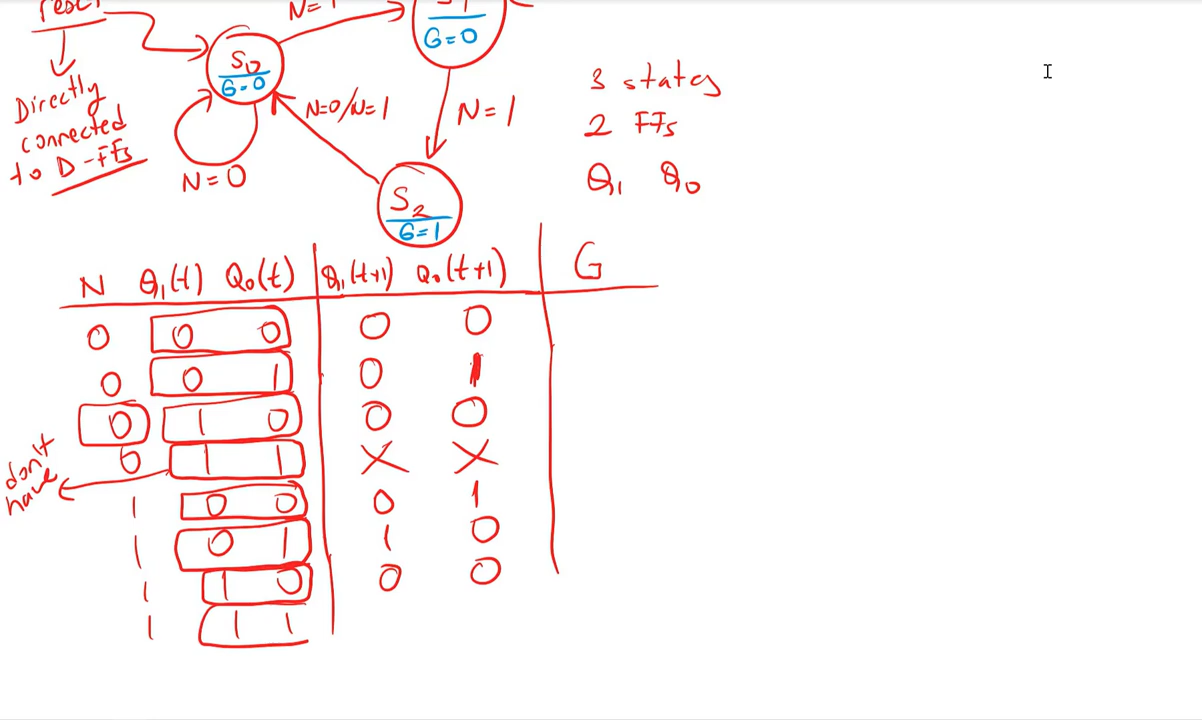 reset
N=1
S1
G=0
S0
G=0
Directly
connected
to D-FFs
N=0
N=0/N=1
N=1
S2
G=1
3 states
2 FFs
Q1 Q0
N Q1(t) Q0(t) Q1(t+1) Q0(t+1) G
0 0 0 0 0
0 0 1 0 1
0 1 0 0 0
0 1 1 X X
don't
have
1 0 0 0 1
1 0 1 1 0
1 1 0 0 0
1 1 1